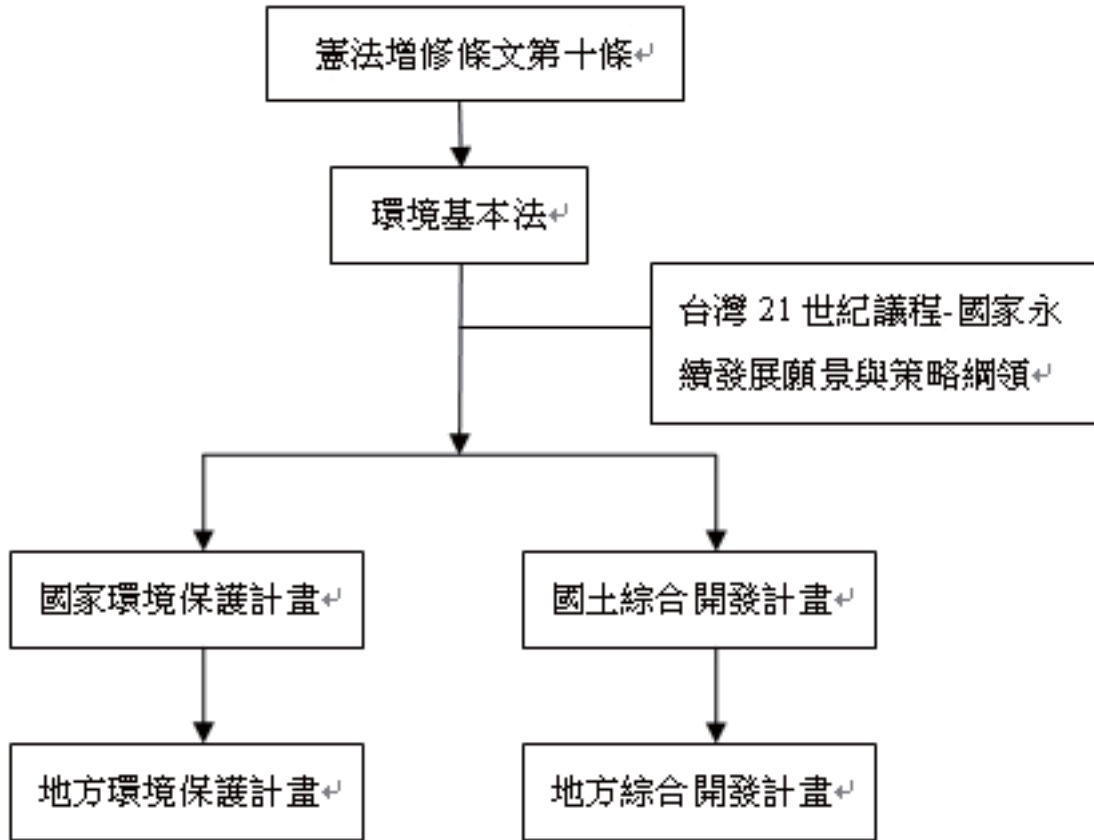 憲法增修條文第十條↵
環境基本法↵
台灣 21 世紀議程-國家永
續發展願景與策略綱領↵
國家環境保護計畫↵
國土綜合開發計畫↵
地方環境保護計畫↵
地方綜合開發計畫↵